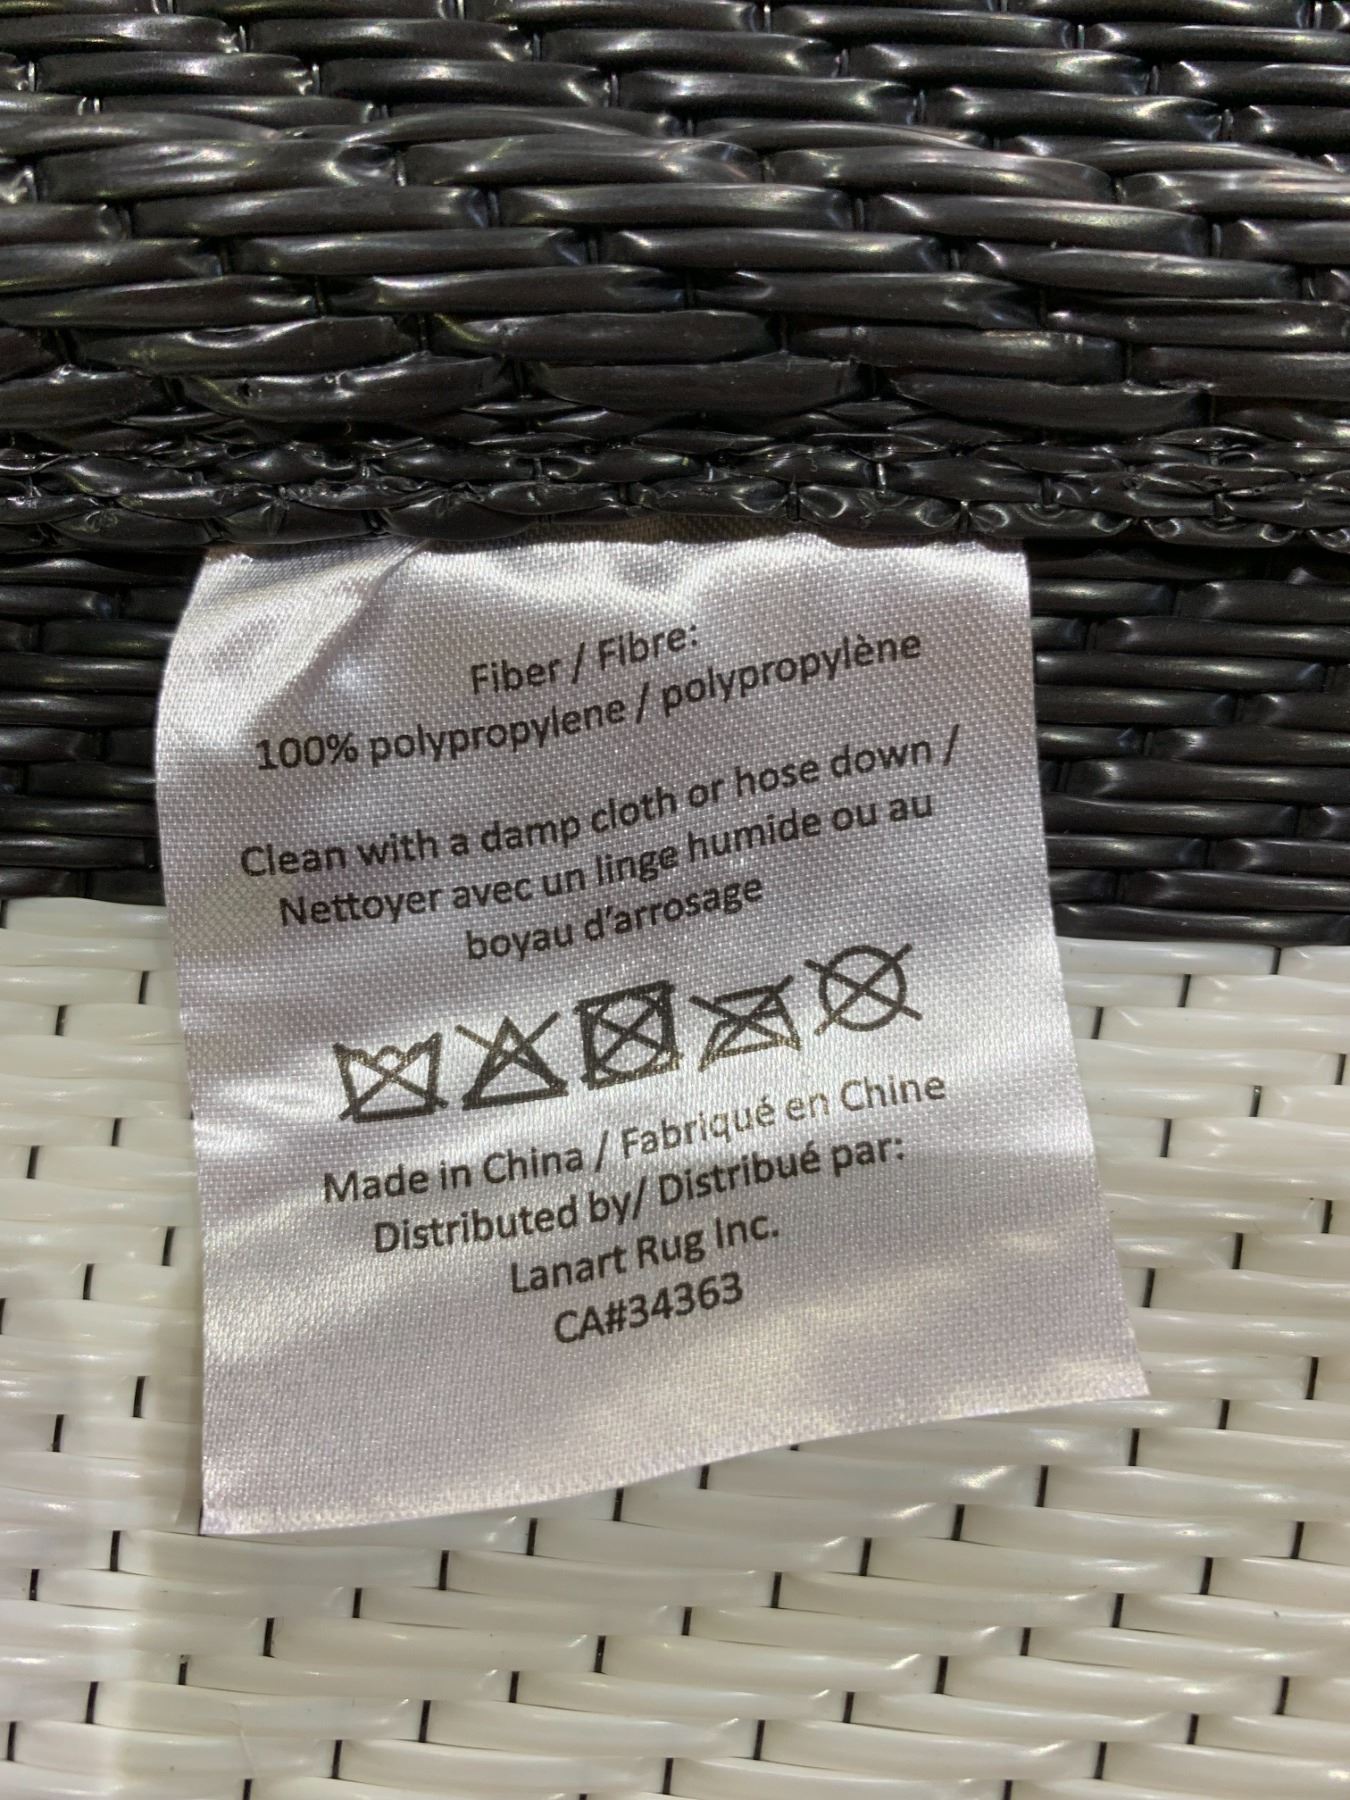 Fiber / Fibre:
100% polypropylene / polypropylène
Clean with a damp cloth or hose down /
Nettoyer avec un linge humide ou au
boyau d'arrosage
Made in China / Fabriqué en Chine
Distributed by/ Distribué par:
Lanart Rug Inc.
CA#34363